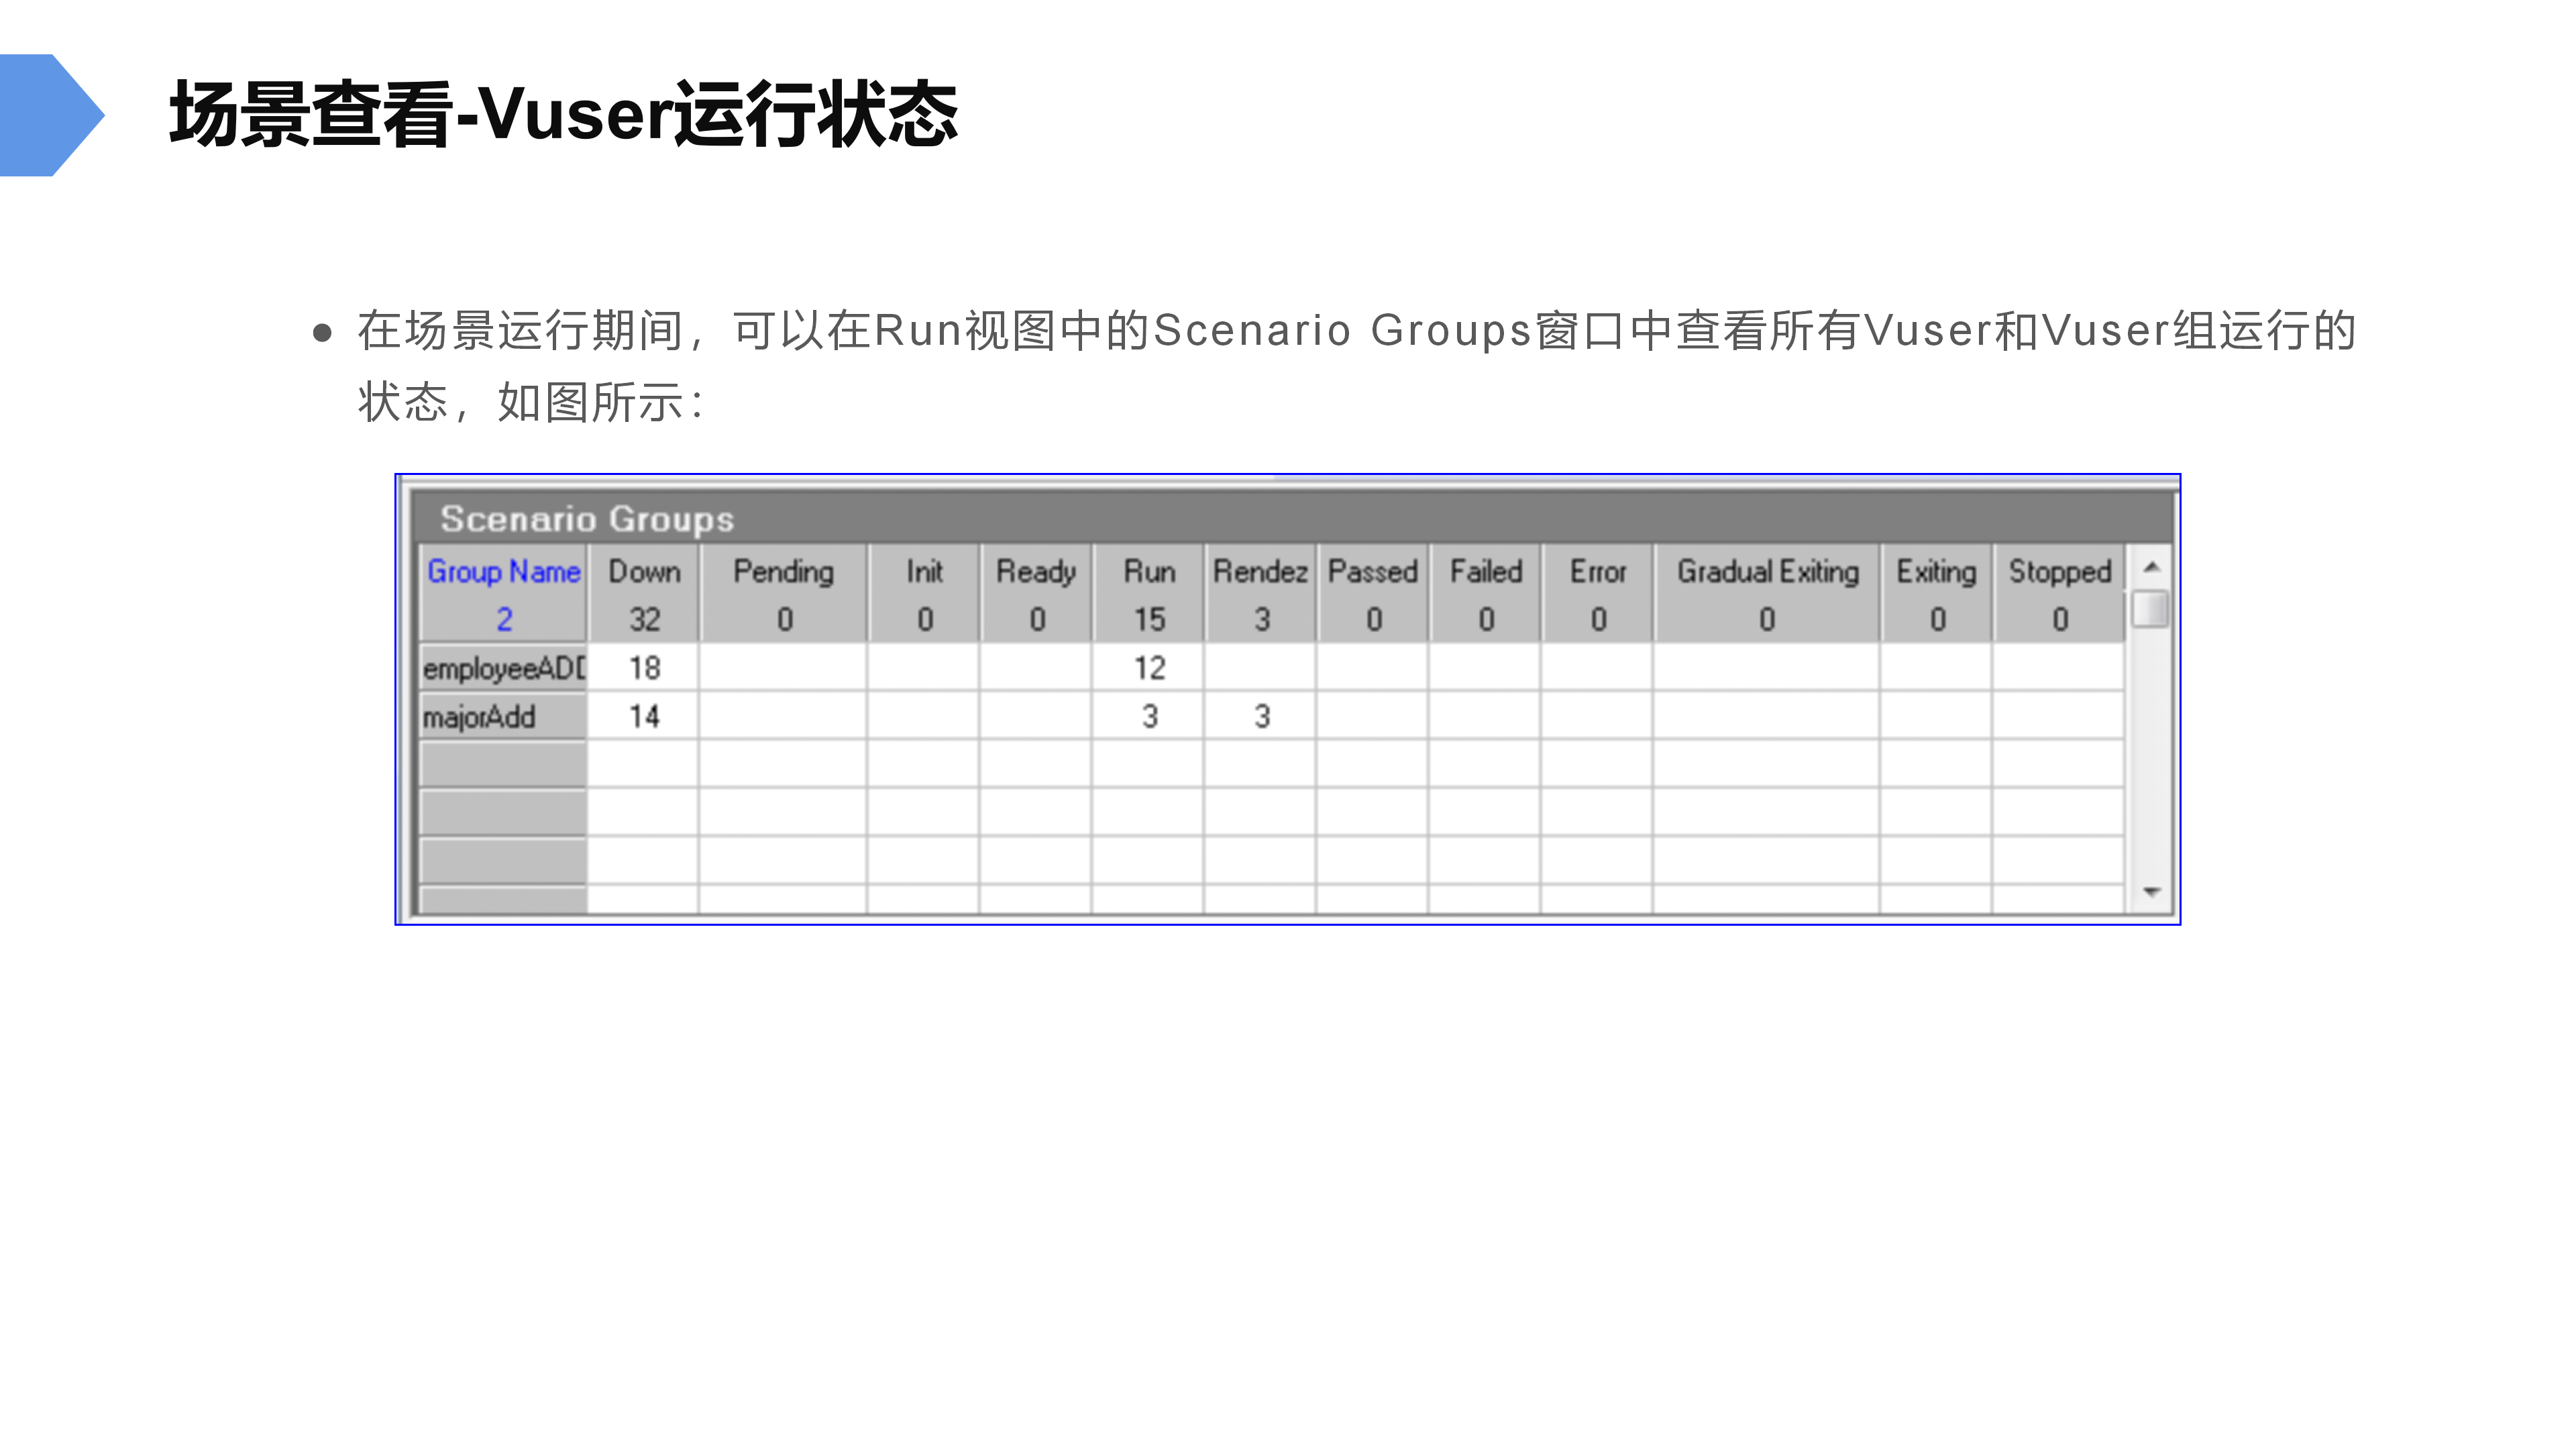 场景查看-Vuser运行状态
● 在场景运行期间，可以在Run视图中的Scenario Groups窗口中查看所有Vuser和Vuser组运行的
状态，如图所示：
Scenario Groups
Group Name Down Pending Init Ready Run Rendez Passed Failed Error Gradual Exiting Exiting Stopped
2 32 0 0 0 15 3 0 0 0 0 0 0
employeeADD 18 12
majorAdd 14 3 3